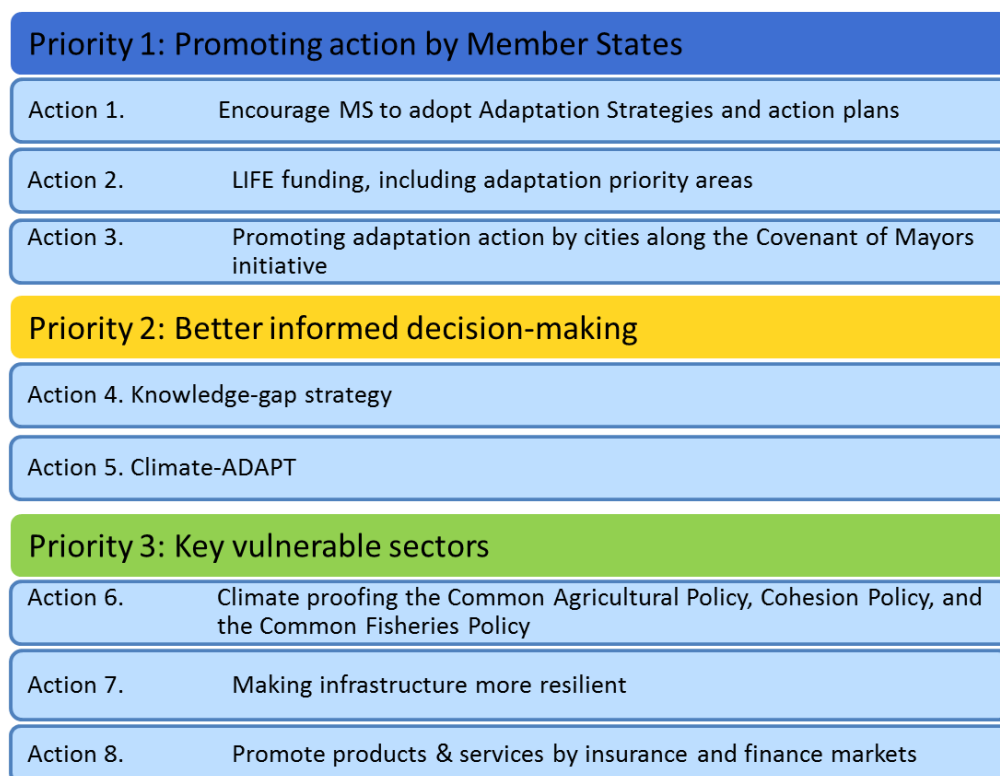 Priority 1: Promoting action by Member States
Action 1. Encourage MS to adopt Adaptation Strategies and action plans
Action 2. LIFE funding, including adaptation priority areas
Action 3. Promoting adaptation action by cities along the Covenant of Mayors
initiative
Priority 2: Better informed decision-making
Action 4. Knowledge-gap strategy
Action 5. Climate-ADAPT
Priority 3: Key vulnerable sectors
Action 6. Climate proofing the Common Agricultural Policy, Cohesion Policy, and
the Common Fisheries Policy
Action 7. Making infrastructure more resilient
Action 8. Promote products & services by insurance and finance markets